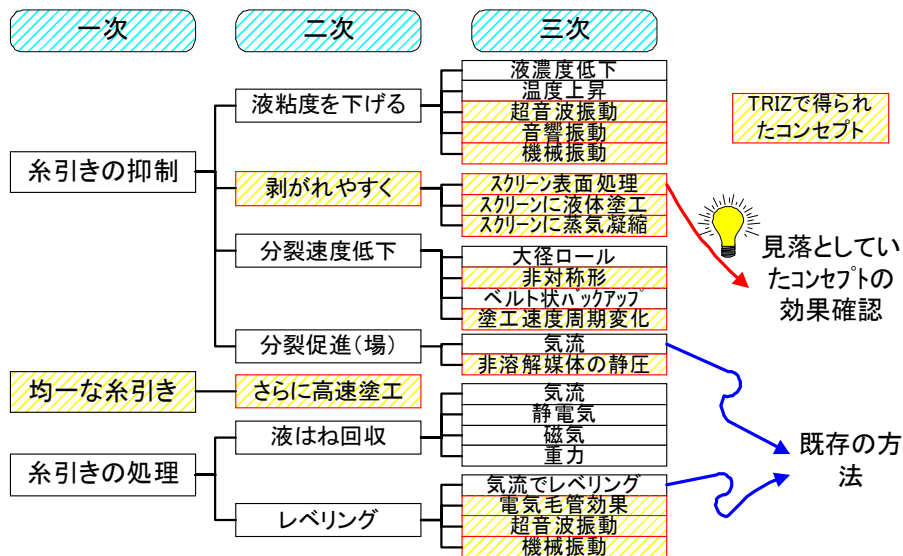 一次
二次
三次
糸引きの抑制
液粘度を下げる
液濃度低下
温度上昇
超音波振動
音響振動
機械振動
剥がれやすく
スクリーン表面処理
スクリーンに液体塗工
スクリーンに蒸気凝縮
分裂速度低下
大径ロール
非対称形
ベルト状バックアップ
塗工速度周期変化
分裂促進(場)
気流
非溶解媒体の静圧
均一な糸引き
さらに高速塗工
糸引きの処理
液はね回収
気流
静電気
磁気
重力
レベリング
気流でレベリング
電気毛管効果
超音波振動
機械振動
TRIZで得られ
たコンセプト
見落としてい
たコンセプトの
効果確認
既存の方
法